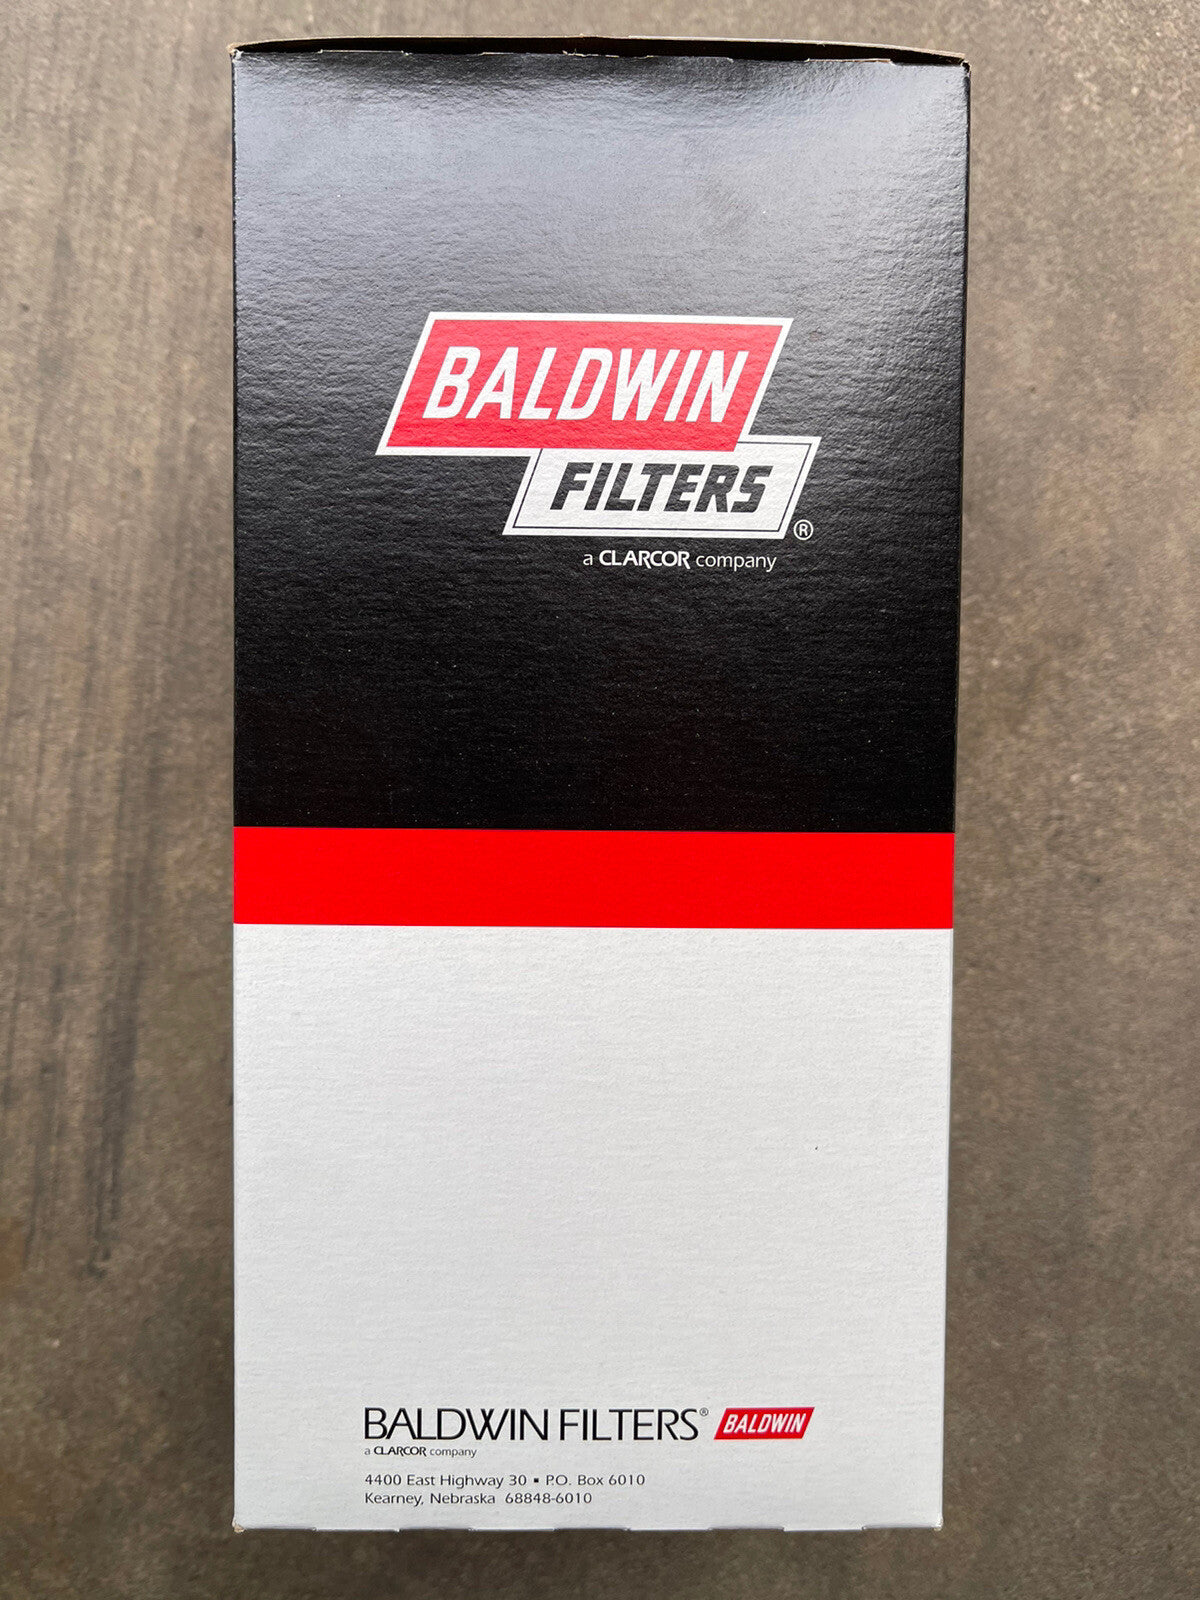 BALDWIN
FILTERS
®
a CLARCOR company
BALDWIN FILTERS® BALDWIN
a CLARCOR company
4400 East Highway 30 ▪ P.O. Box 6010
Kearney, Nebraska 68848-6010